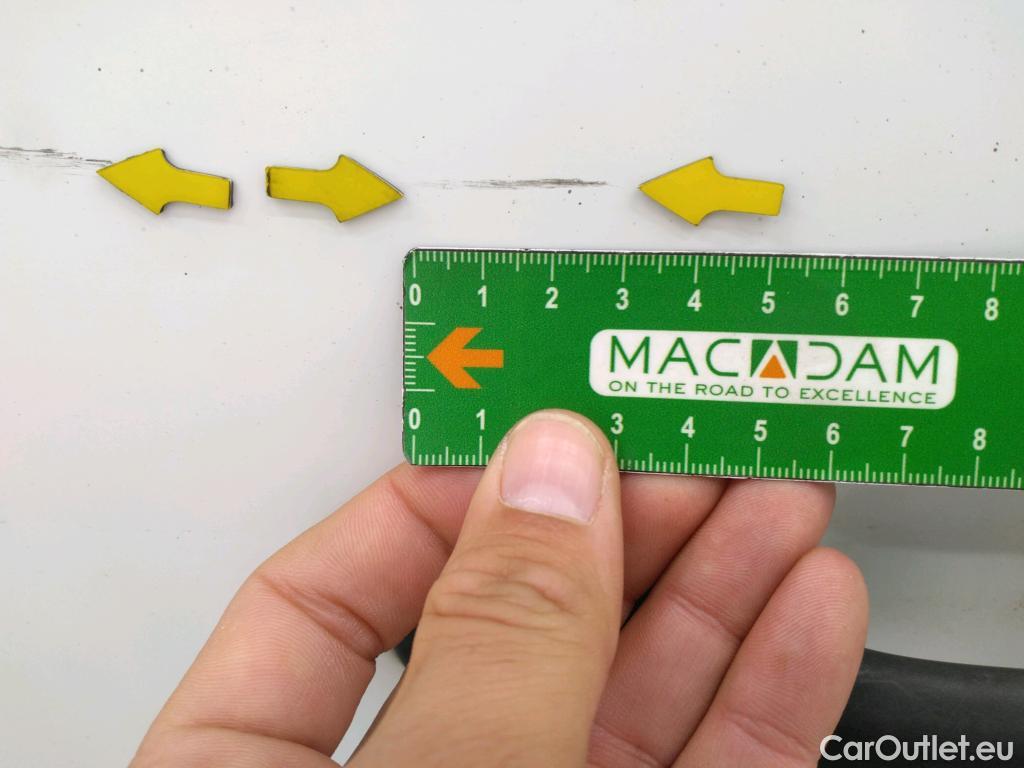 0 1 2 3 4 5 6 7 8
MACADAM
ON THE ROAD TO EXCELLENCE
0 1 3 4 5 6 7 8
CarOutlet.eu